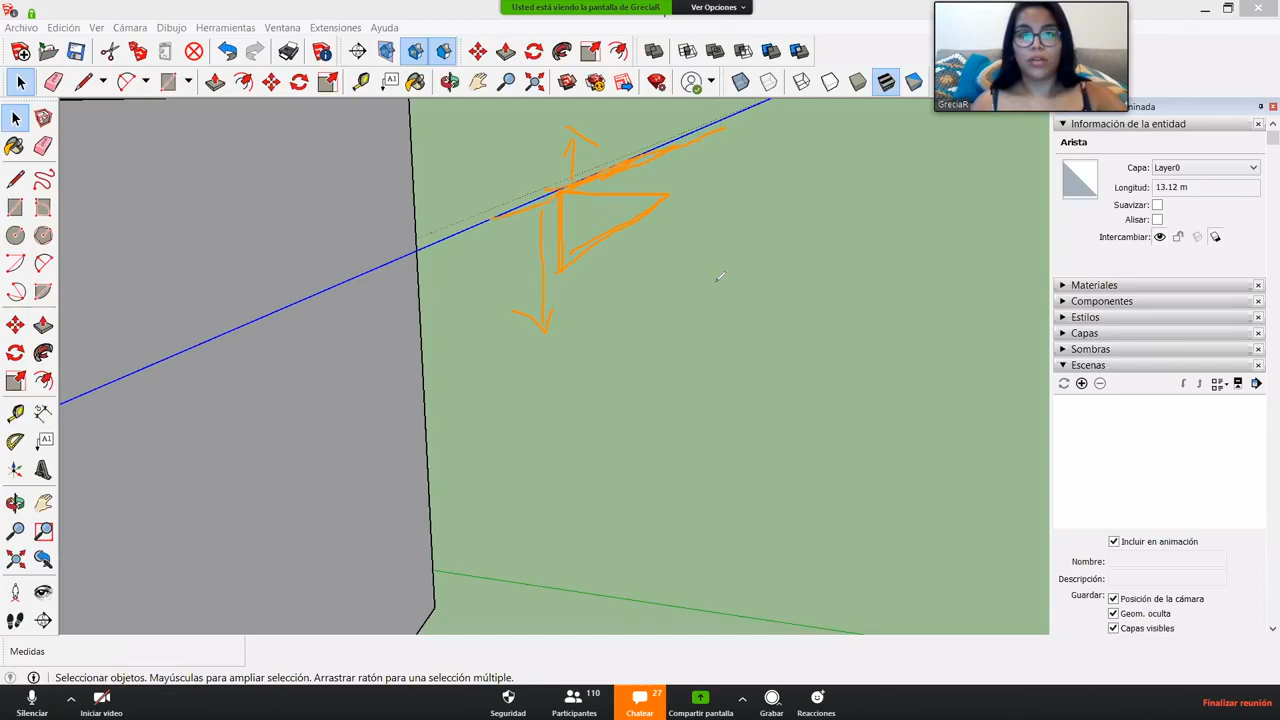 Usted está viendo la pantalla de GreciaR
Ver Opciones
Archivo Edición Ver Cámara Dibujo Herramientas Ventana Extensiones Ayuda
GreciaR
minada
Información de la entidad
Arista
Capa: Layer0
Longitud: 13.12 m
Suavizar:
Alisar:
Intercambiar:
Materiales
Componentes
Estilos
Capas
Sombras
Escenas
Incluir en animación
Nombre:
Descripción:
Guardar: Posición de la cámara
Geom. oculta
Capas visibles
Medidas
Seleccionar objetos. Mayúsculas para ampliar selección. Arrastrar ratón para una selección múltiple.
110
27
Silenciar
Iniciar video
Seguridad
Participantes
Chatear
Compartir pantalla
Grabar
Reacciones
Finalizar reunión